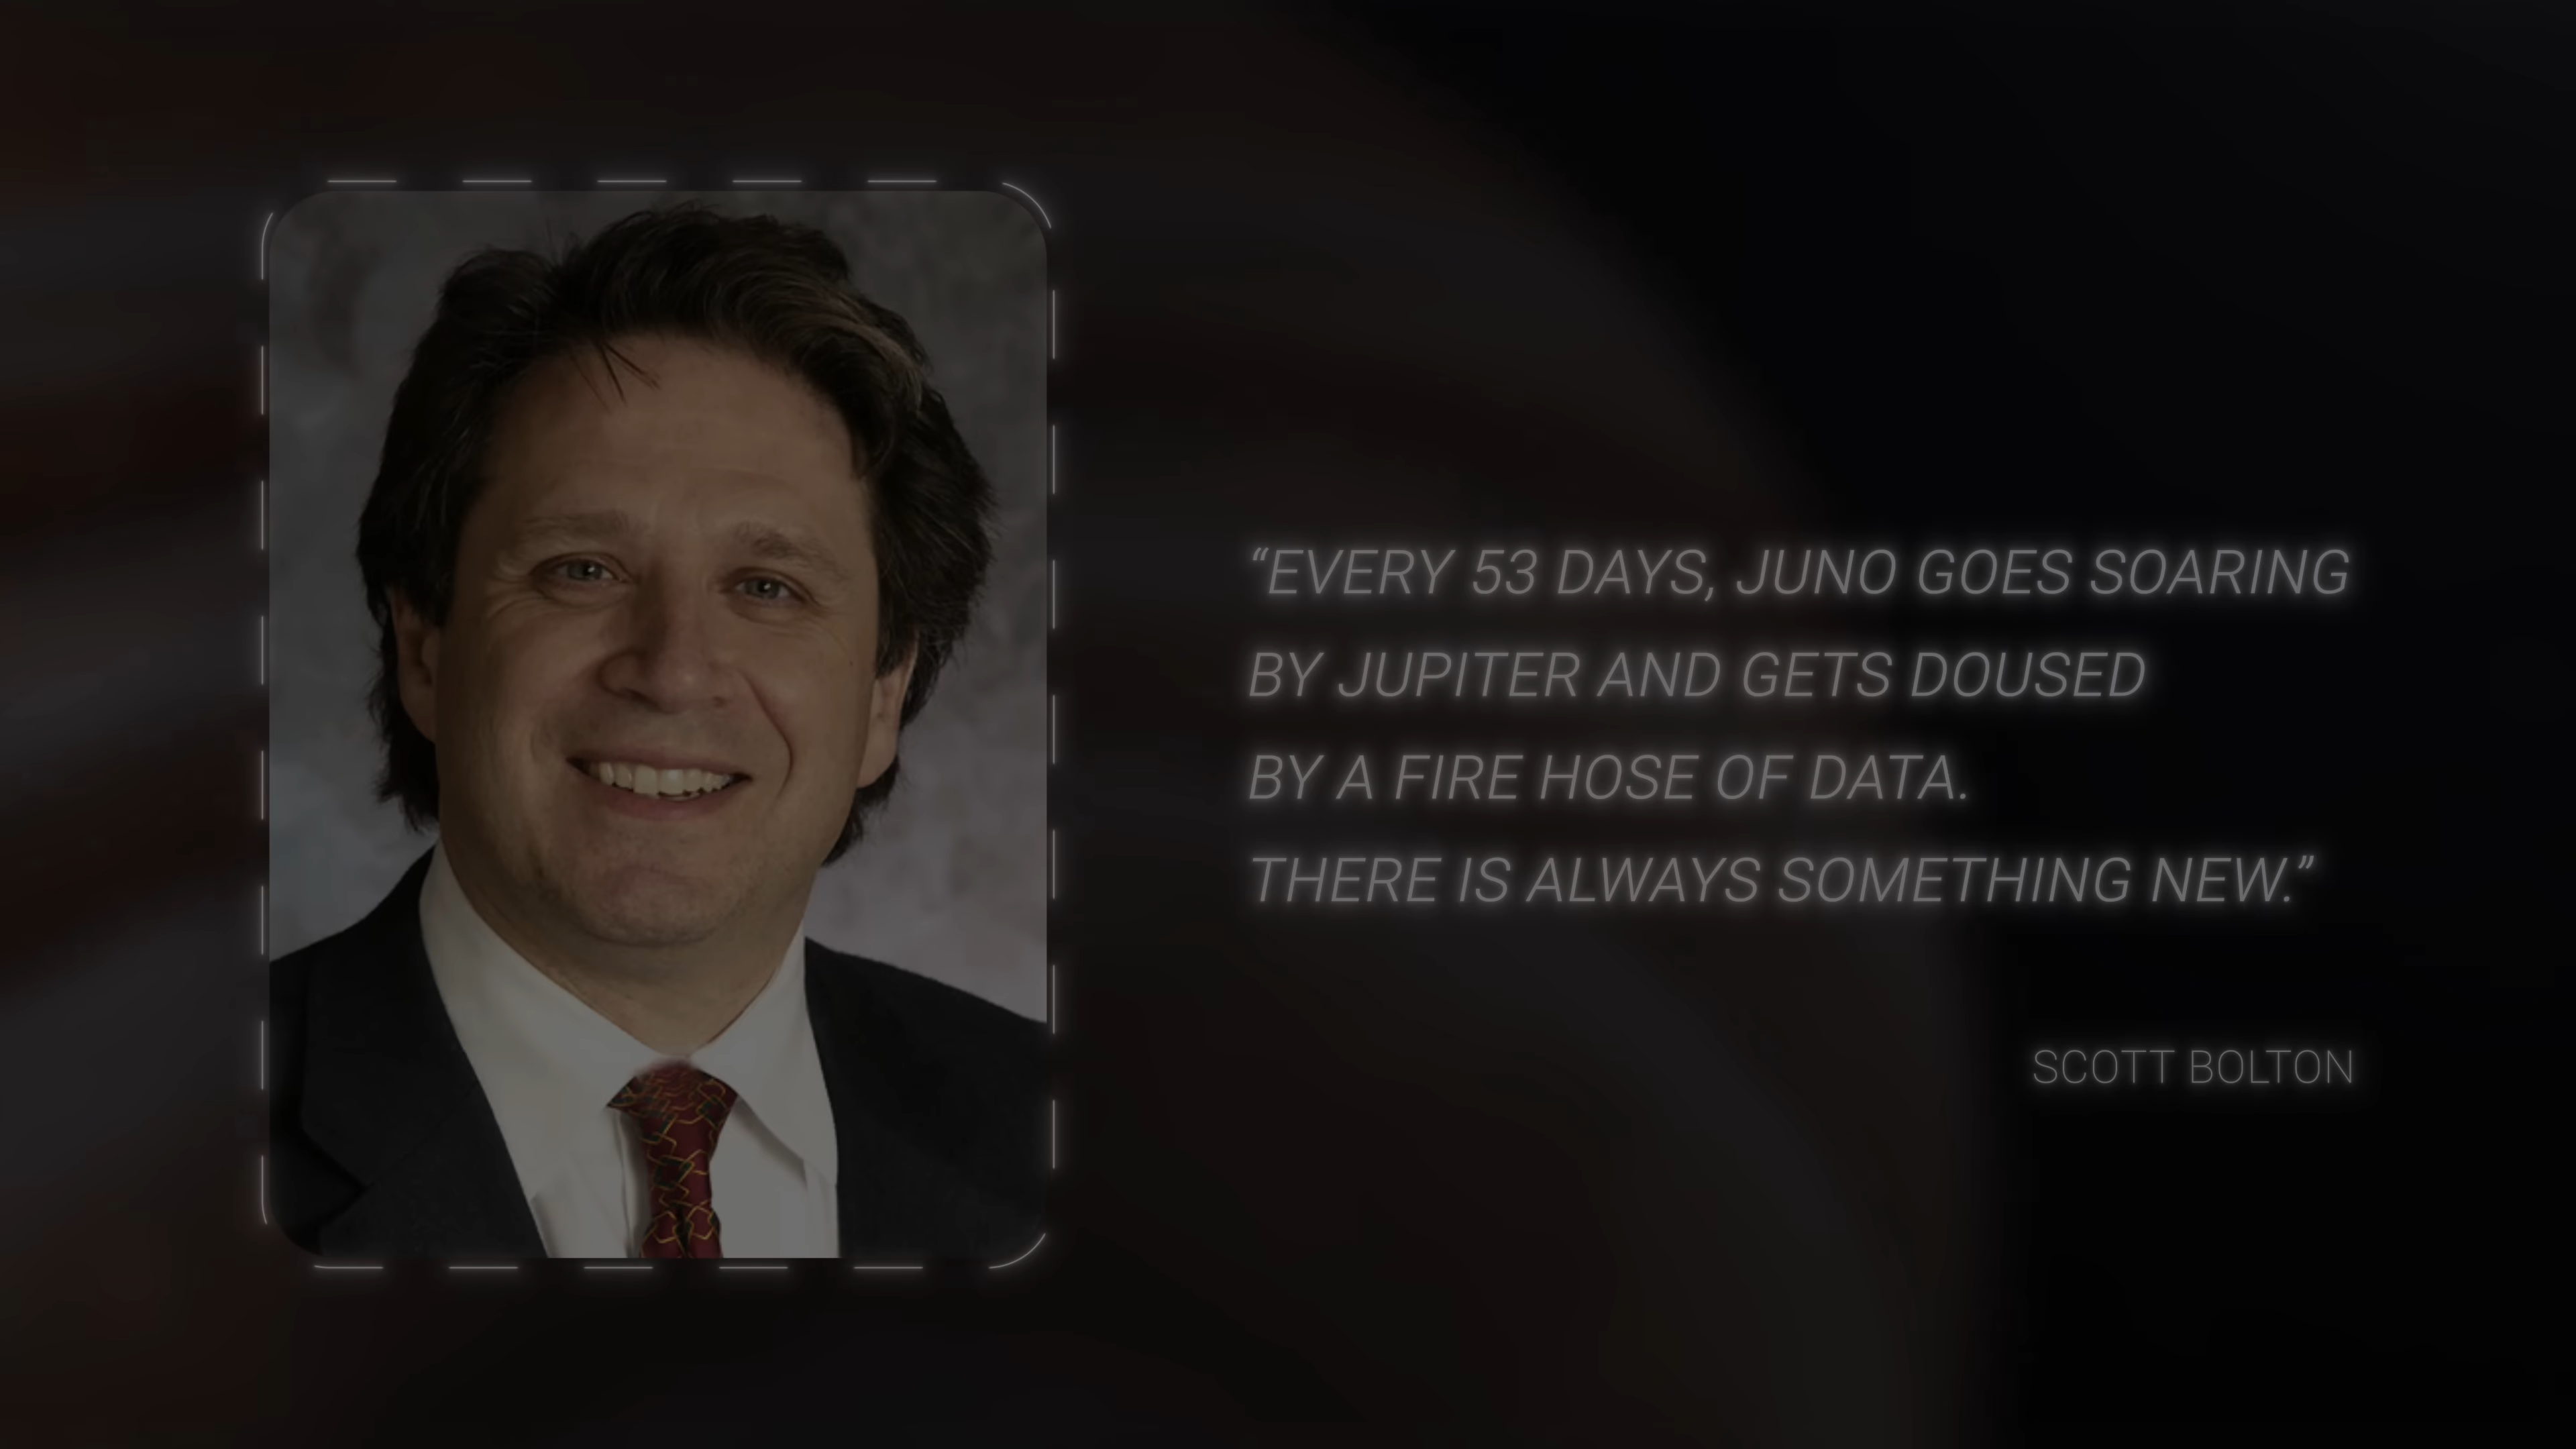 “EVERY 53 DAYS, JUNO GOES SOARING
BY JUPITER AND GETS DOUSED
BY A FIRE HOSE OF DATA.
THERE IS ALWAYS SOMETHING NEW.”
SCOTT BOLTON